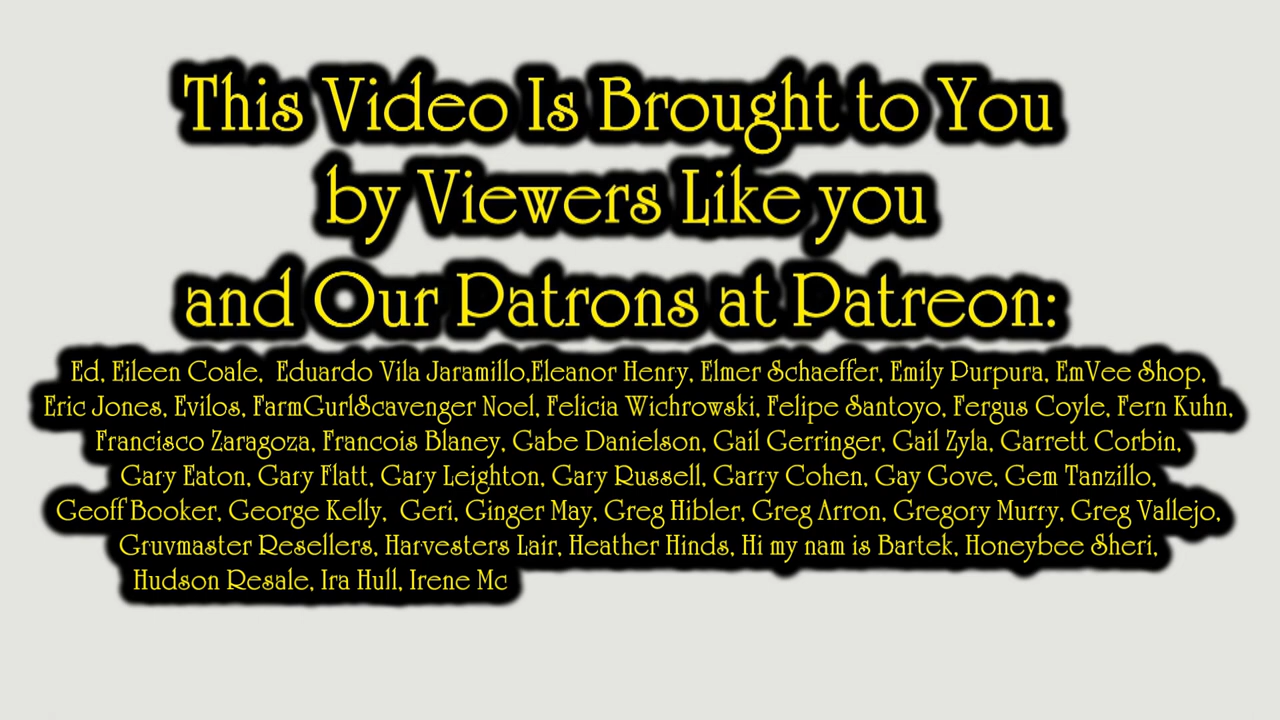 This Video Is Brought to You
by Viewers Like you
and Our Patrons at Patreon:
Ed, Eileen Coale,  Eduardo Vila Jaramillo,Eleanor Henry, Elmer Schaeffer, Emily Purpura, EmVee Shop,
Eric Jones, Evilos, FarmGurlScavenger Noel, Felicia Wichrowski, Felipe Santoyo, Fergus Coyle, Fern Kuhn,
Francisco Zaragoza, Francois Blaney, Gabe Danielson, Gail Gerringer, Gail Zyla, Garrett Corbin,
Gary Eaton, Gary Flatt, Gary Leighton, Gary Russell, Garry Cohen, Gay Gove, Gem Tanzillo,
Geoff Booker, George Kelly,  Geri, Ginger May, Greg Hibler, Greg Arron, Gregory Murry, Greg Vallejo,
Gruvmaster Resellers, Harvesters Lair, Heather Hinds, Hi my nam is Bartek, Honeybee Sheri,
Hudson Resale, Ira Hull, Irene Mc